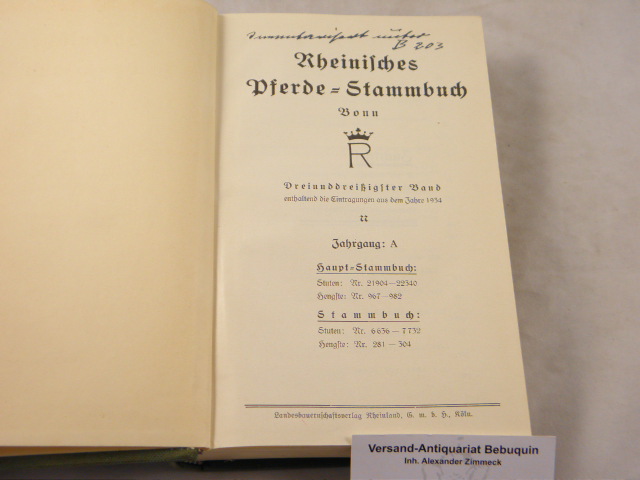 Inventarisiert unter
B 203
Rheinisches
Pferde=Stammbuch
Bonn
R
Dreiunddreißigster Band
enthaltend die Eintragungen aus dem Jahre 1934
Jahrgang: A
Haupt=Stammbuch:
Stuten: Nr. 21904—22340
Hengste: Nr. 967—982
Stammbuch:
Stuten: Nr. 6636 — 7732
Hengste: Nr. 281 — 304
Landesbauernschaftsverlag Rheinland, G. m. b. H., Köln.
Versand-Antiquariat Bebuquin
Inh. Alexander Zimmeck